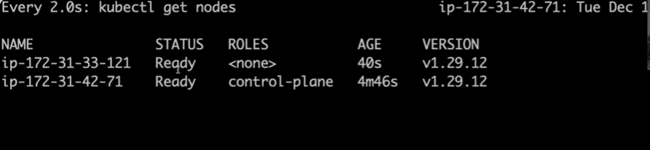 Every 2.0s: kubectl get nodes ip-172-31-42-71: Tue Dec 1
NAME STATUS ROLES AGE VERSION
ip-172-31-33-121 Ready <none> 40s v1.29.12
ip-172-31-42-71 Ready control-plane 4m46s v1.29.12